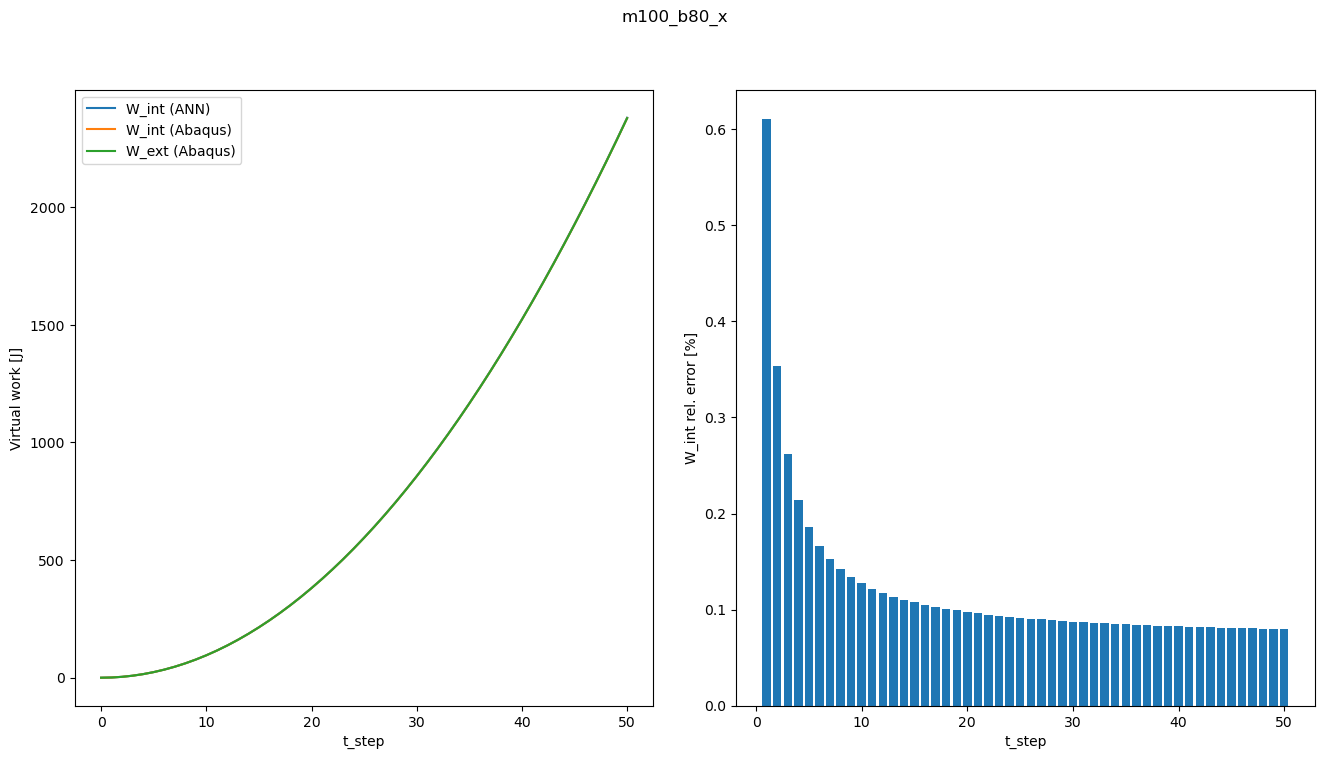 m100_b80_x
W_int (ANN)
W_int (Abaqus)
W_ext (Abaqus)
Virtual work [J]
2000
1500
1000
500
0
0 10 20 30 40 50
t_step
W_int rel. error [%]
0.6
0.5
0.4
0.3
0.2
0.1
0.0
0 10 20 30 40 50
t_step